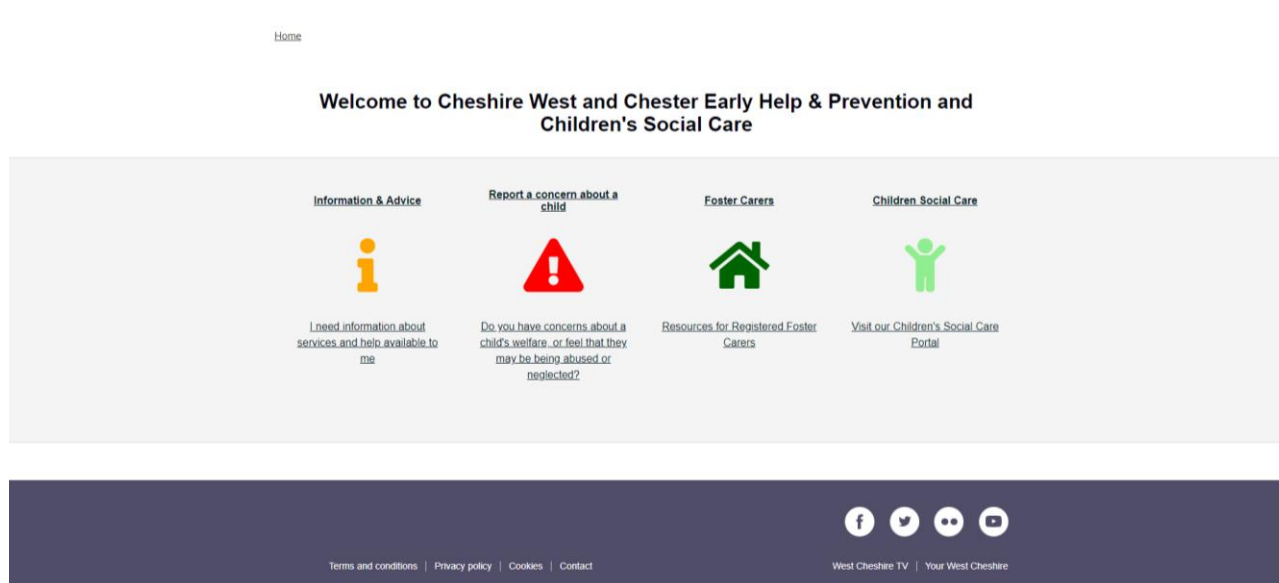 Home
Welcome to Cheshire West and Chester Early Help & Prevention and
Children's Social Care
Information & Advice
I need information about
services and help available to
me
Report a concern about a
child
Do you have concerns about a
child's welfare, or feel that they
may be being abused or
neglected?
Foster Carers
Resources for Registered Foster
Carers
Children Social Care
Visit our Children's Social Care
Portal
Terms and conditions | Privacy policy | Cookies | Contact
West Cheshire TV | Your West Cheshire